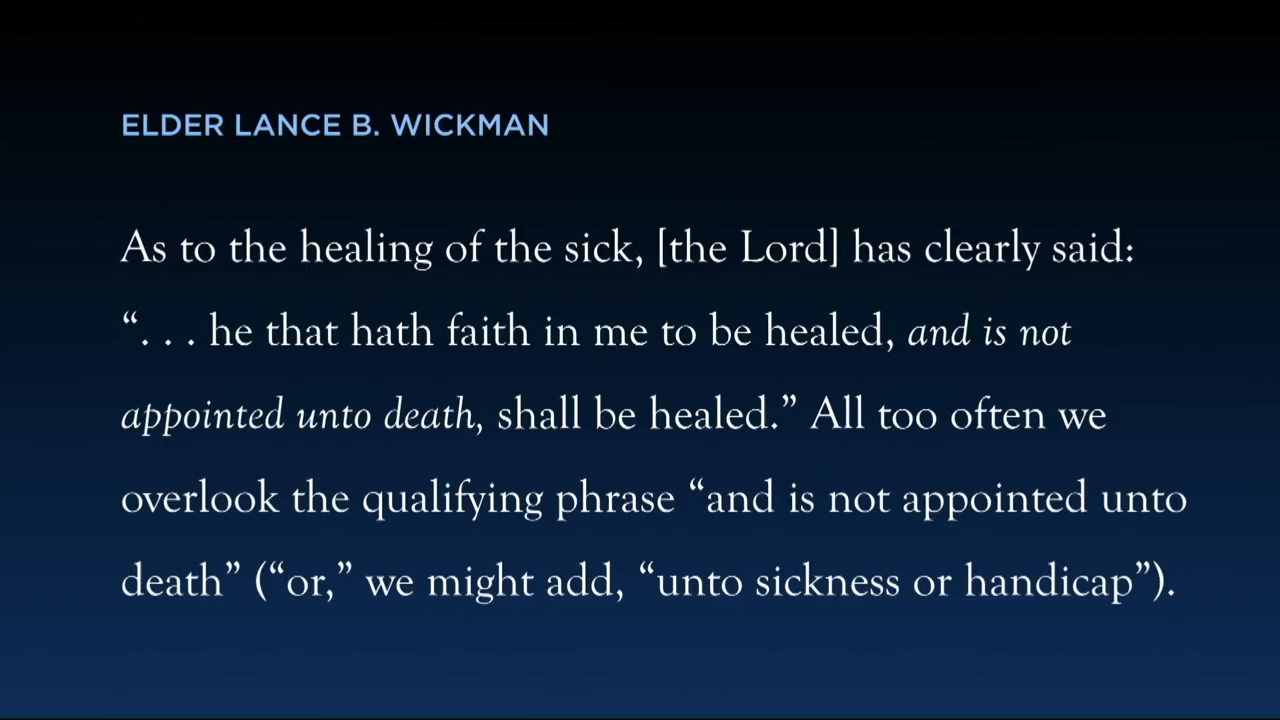 ELDER LANCE B. WICKMAN
As to the healing of the sick, [the Lord] has clearly said:
“. . . he that hath faith in me to be healed, and is not
appointed unto death, shall be healed.” All too often we
overlook the qualifying phrase “and is not appointed unto
death” (“or,” we might add, “unto sickness or handicap”).